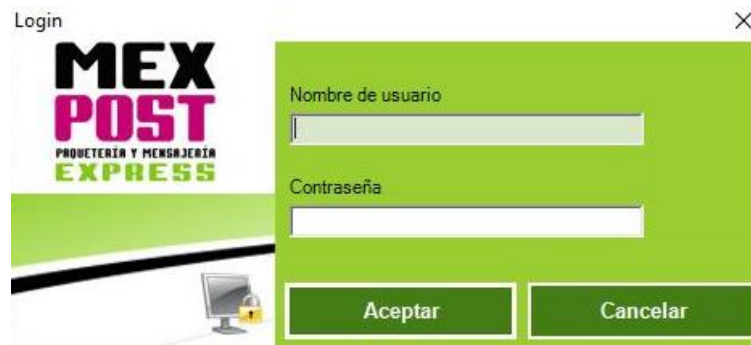 Login
MEX
POST
PAQUETERÍA Y MENSAJERÍA
EXPRESS
Nombre de usuario
Contraseña
Aceptar
Cancelar